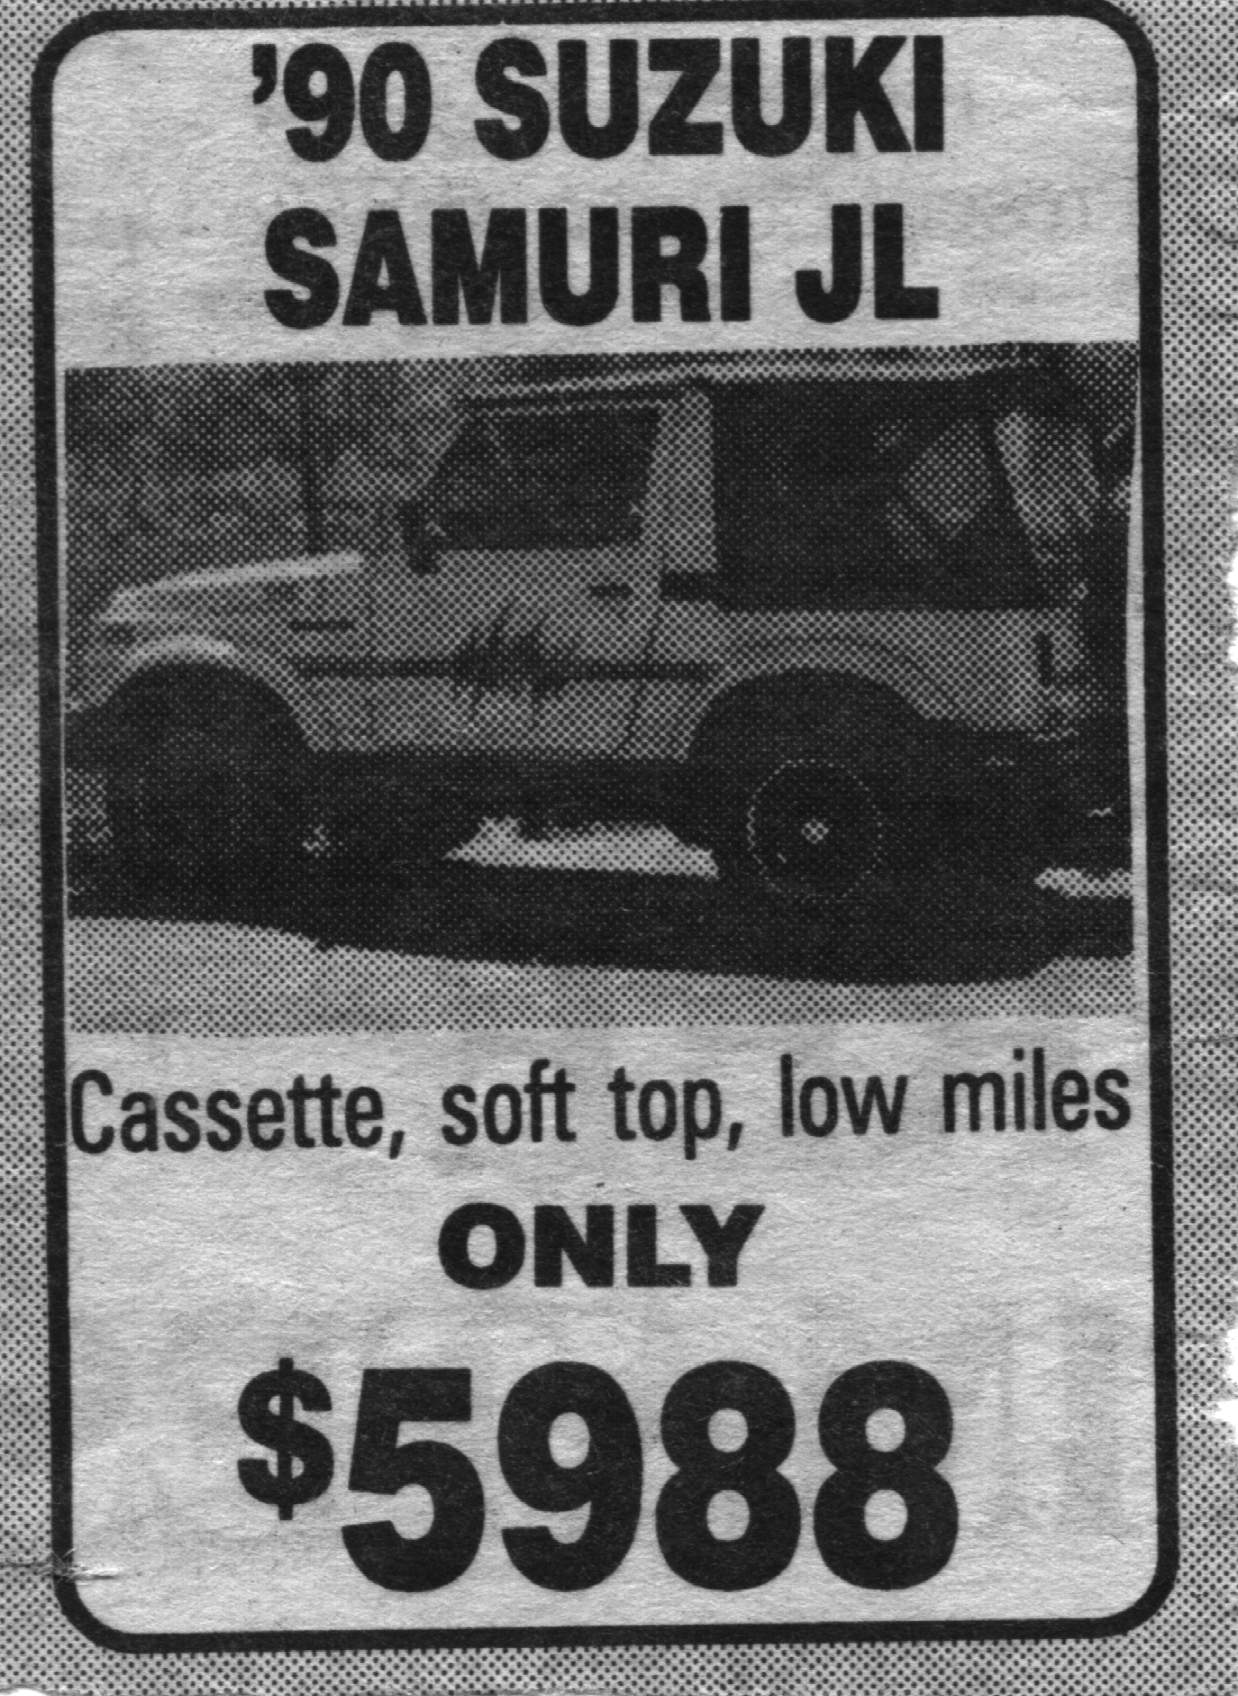 ’90 SUZUKI
SAMURI JL
Cassette, soft top, low miles
ONLY
$5988